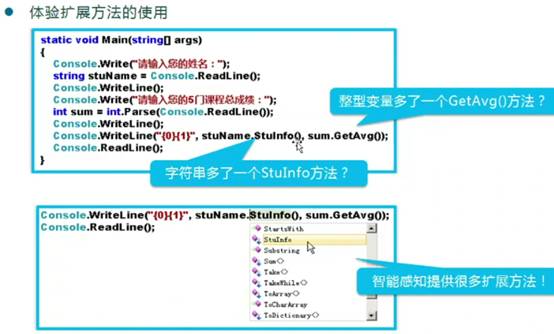 体验扩展方法的使用
static void Main(string[] args)
{
Console.Write("请输入您的姓名：");
string stuName = Console.ReadLine();
Console.WriteLine();
Console.Write("请输入您的5门课程总成绩：");
int sum = int.Parse(Console.ReadLine());
Console.WriteLine();
Console.WriteLine("{0}{1}", stuName.StuInfo(), sum.GetAvg());
Console.ReadLine();
}
整型变量多了一个GetAvg()方法？
字符串多了一个StuInfo方法？
Console.WriteLine("{0}{1}", stuName.StuInfo(), sum.GetAvg());
Console.ReadLine();
StartsWith
StuInfo
Substring
Sum<>
Take<>
TakeWhile<>
ToArray<>
ToCharArray
ToDictionary<>
智能感知提供很多扩展方法！